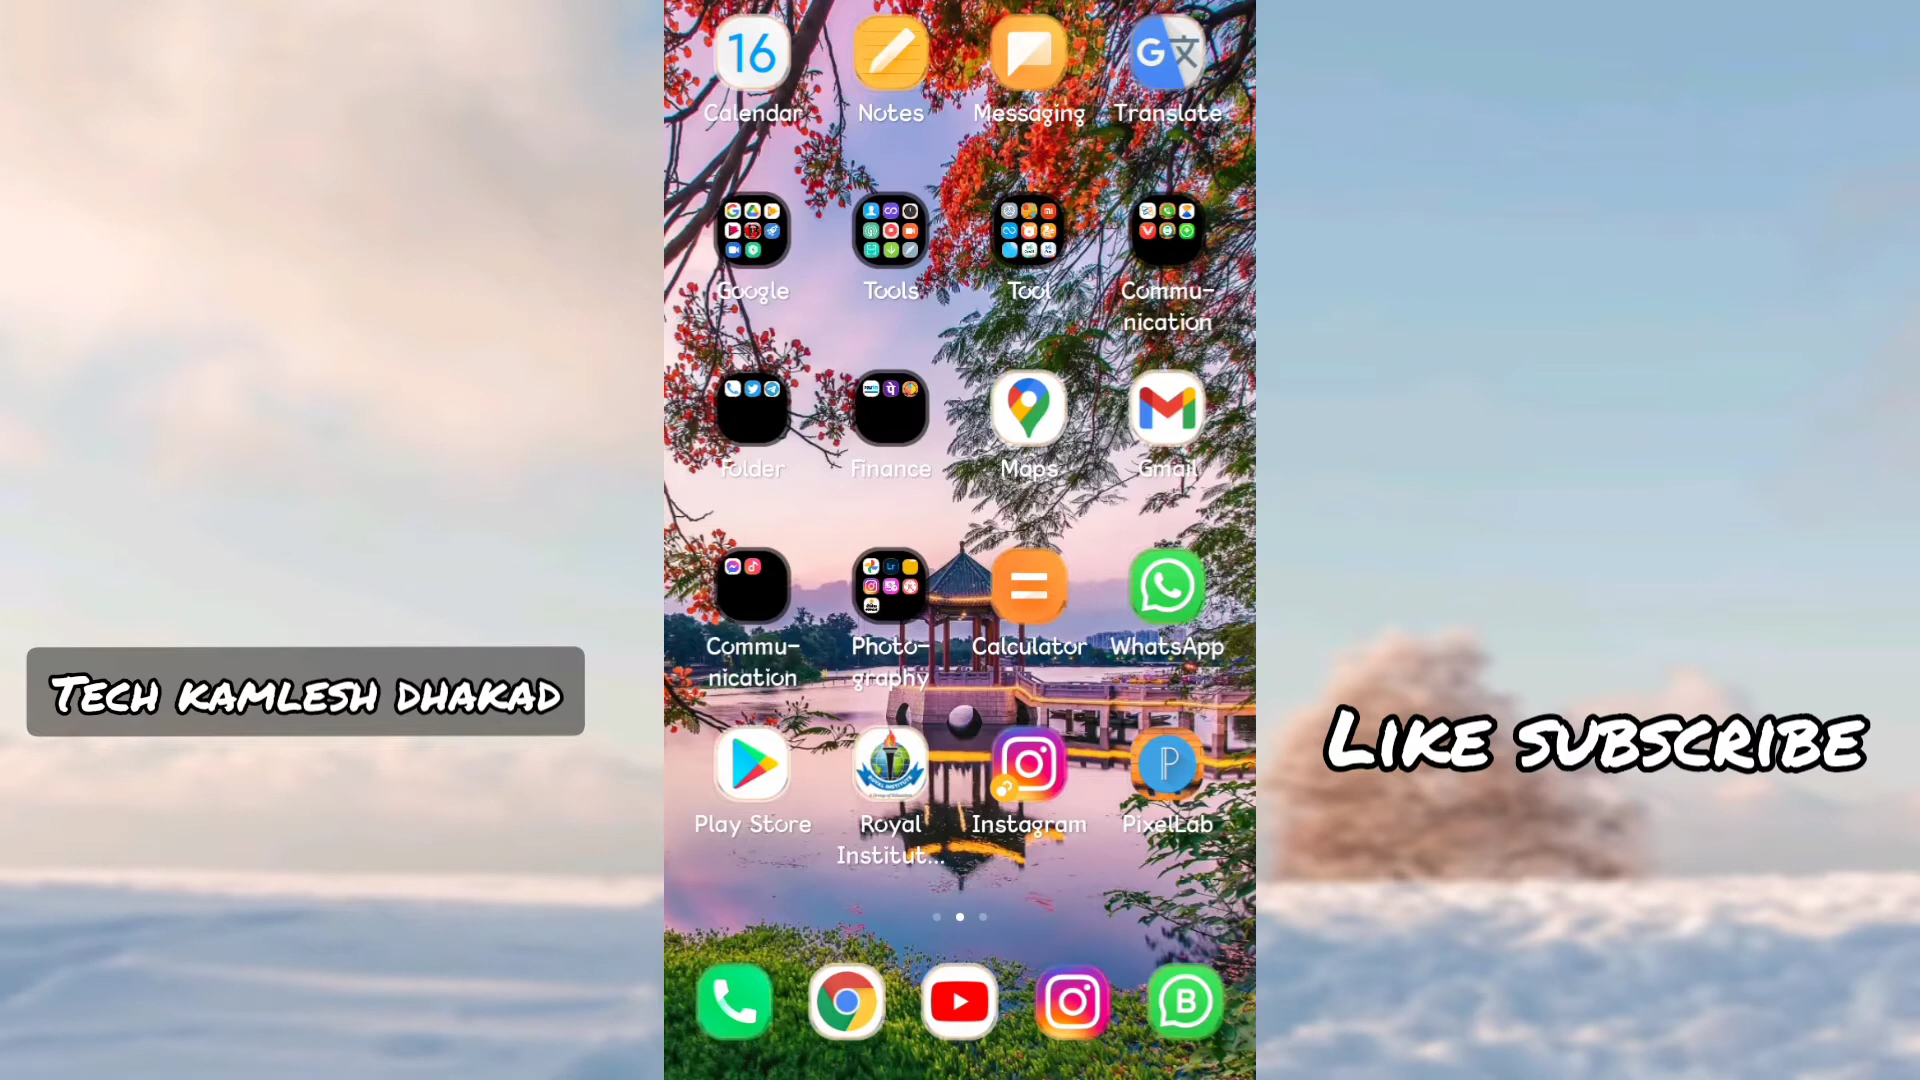 16
Calendar
Notes
Messaging
Translate
Google
Tools
Tool
Commu-
nication
Folder
Finance
Maps
Gmail
Commu-
nication
Photo-
graphy
Calculator
WhatsApp
Play Store
Royal
Institut...
Instagram
PixelLab
TECH KAMLESH DHAKAD
LIKE SUBSCRIBE